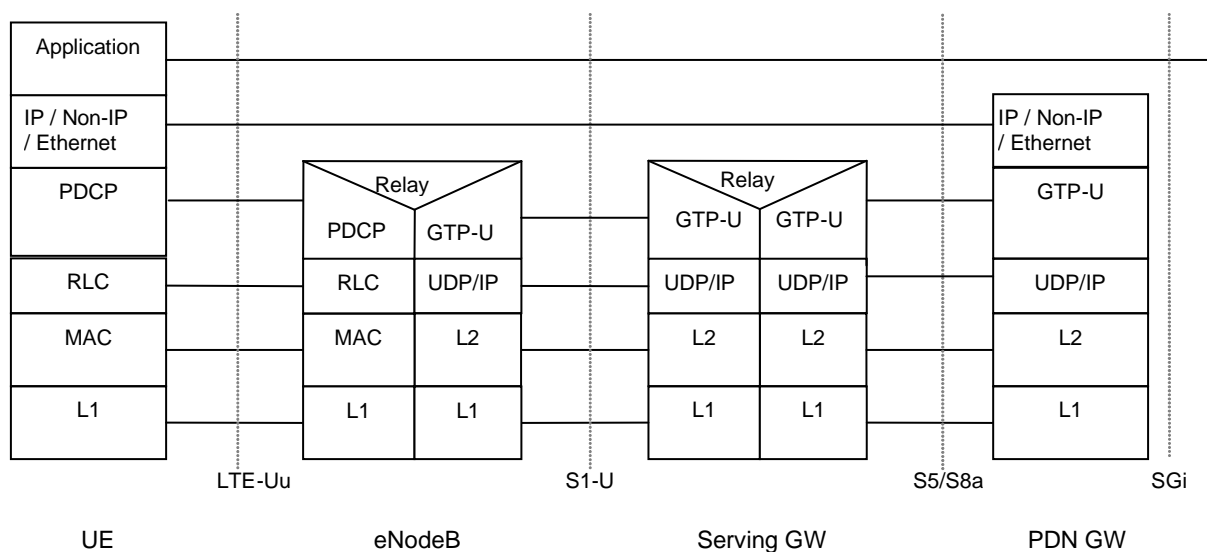 Application
IP / Non-IP
/ Ethernet
IP / Non-IP
/ Ethernet
PDCP
Relay
Relay
GTP-U
PDCP
GTP-U
GTP-U
GTP-U
RLC
RLC
UDP/IP
UDP/IP
UDP/IP
UDP/IP
MAC
MAC
L2
L2
L2
L2
L1
L1
L1
L1
L1
L1
LTE-Uu
S1-U
S5/S8a
SGi
UE
eNodeB
Serving GW
PDN GW